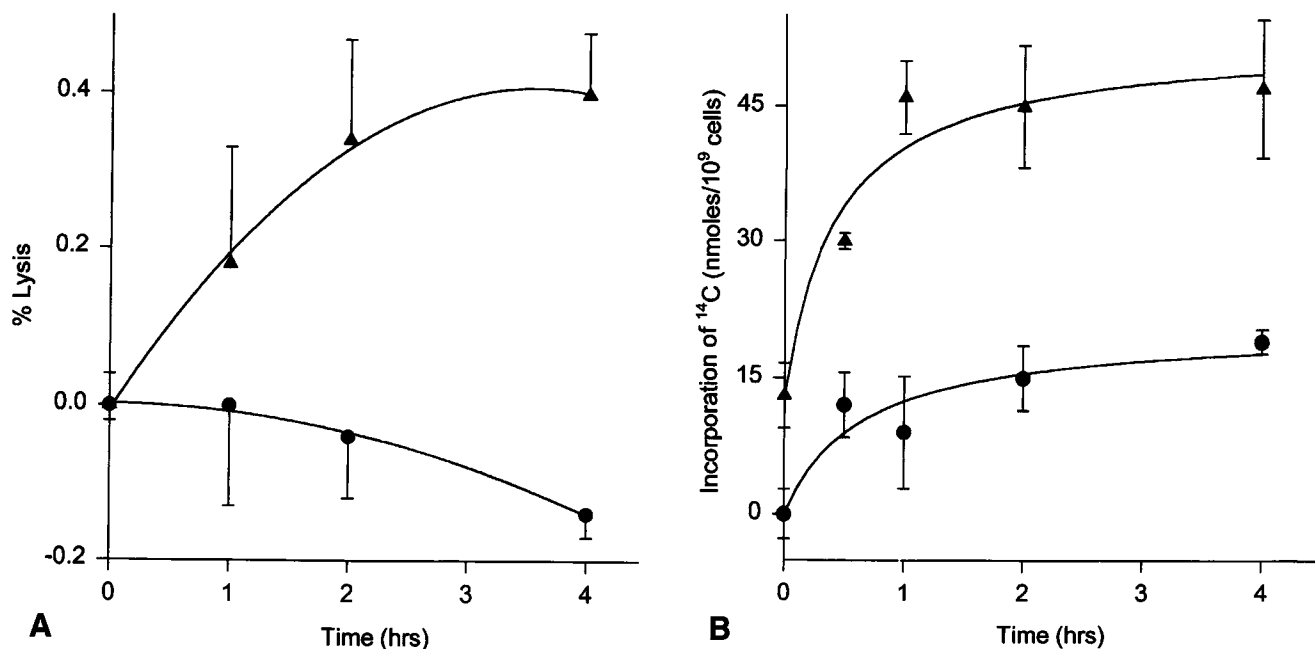 % Lysis
0.4
0.2
0.0
-0.2
0 1 2 3 4
Time (hrs)
A
Incorporation of ¹⁴C (nmoles/10⁹ cells)
45
30
15
0
0 1 2 3 4
Time (hrs)
B